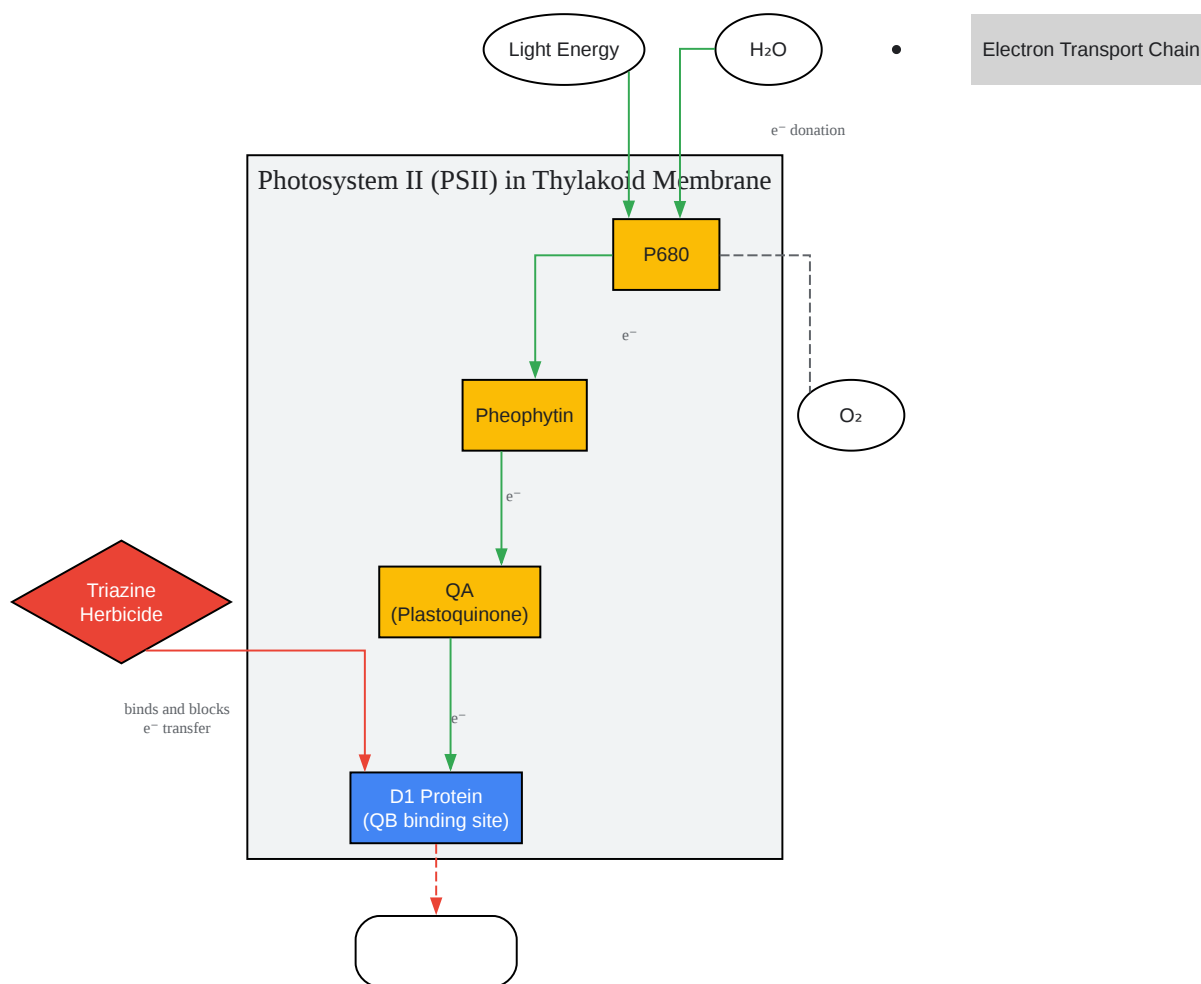 Light Energy
H₂O
Electron Transport Chain
e⁻ donation
Photosystem II (PSII) in Thylakoid Membrane
P680
e⁻
Pheophytin
O₂
e⁻
Triazine
Herbicide
QA
(Plastoquinone)
binds and blocks
e⁻ transfer
e⁻
D1 Protein
(QB binding site)